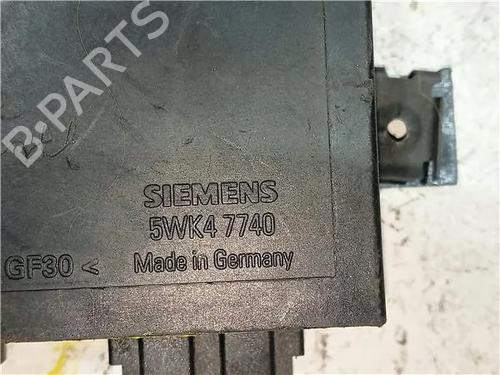 B-PARTS
SIEMENS
5WK4 7740
GF30 <
Made in Germany